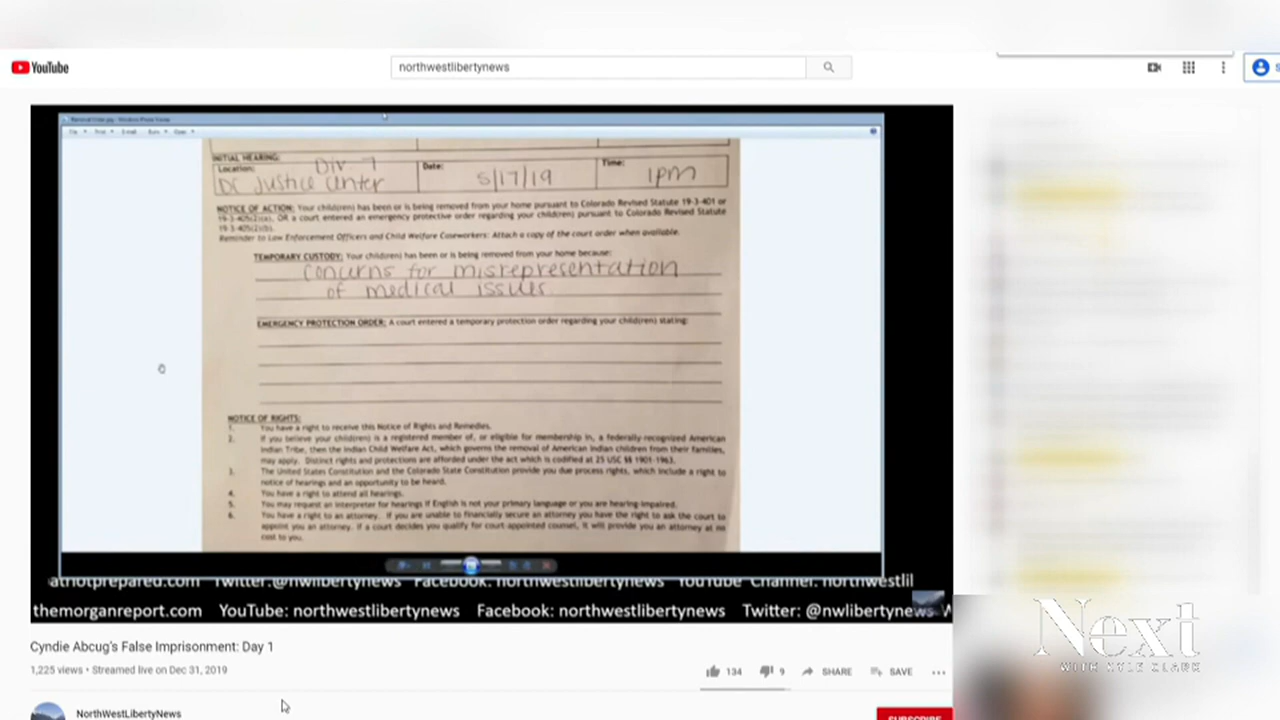 YouTube
northwestlibertynews
INITIAL HEARING:
Location: Div 7
DC Justice Center
Date:
5/17/19
Time:
1pm
NOTICE OF ACTION: Your child(ren) has been or is being removed from your home pursuant to Colorado Revised Statute 19-3-401 or
19-3-405(2)(a), OR a court entered an emergency protective order regarding your child(ren) pursuant to Colorado Revised Statute
19-3-405(2)(b).
Reminder to Law Enforcement Officers and Child Welfare Caseworkers: Attach a copy of the court order when available.
TEMPORARY CUSTODY: Your child(ren) has been or is being removed from your home because:
Concerns for misrepresentation
of medical issues
EMERGENCY PROTECTION ORDER: A court entered a temporary protection order regarding your child(ren) stating:
NOTICE OF RIGHTS:
1. You have a right to receive this Notice of Rights and Remedies.
2. If you believe your child(ren) is a registered member of, or eligible for membership in, a federally-recognized American
Indian Tribe, then the Indian Child Welfare Act, which governs the removal of American Indian children from their families,
may apply. Distinct rights and protections are afforded under the act which is codified at 25 USC §§ 1901-1963.
3. The United States Constitution and the Colorado State Constitution provide you due process rights, which include a right to
notice of hearings and an opportunity to be heard.
4. You have a right to attend all hearings.
5. You may request an interpreter for hearings if English is not your primary language or you are hearing-impaired.
6. You have a right to an attorney. If you are unable to financially secure an attorney you have the right to ask the court to
appoint you an attorney. If a court decides you qualify for court appointed counsel, it will provide you an attorney at no
cost to you.
atnotprepared.com Twitter:@nwlibertynews Facebook: northwestlibertynews YouTube Channel: northwestlil
themorganreport.com YouTube: northwestlibertynews Facebook: northwestlibertynews Twitter: @nwlibertynews W
Cyndie Abcug's False Imprisonment: Day 1
1,225 views • Streamed live on Dec 31, 2019
134 9 SHARE SAVE
NorthWestLibertyNews
SUBSCRIBE
Next
WITH KYLE CLARK